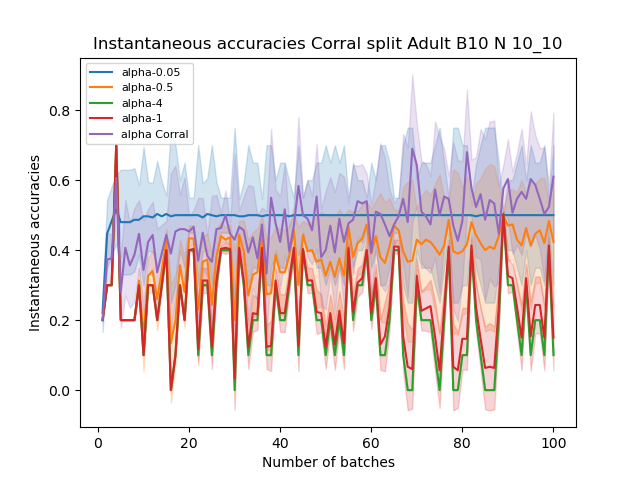 Instantaneous accuracies Corral split Adult B10 N 10_10
alpha-0.05
alpha-0.5
alpha-4
alpha-1
alpha Corral
Instantaneous accuracies
0.8
0.6
0.4
0.2
0.0
0 20 40 60 80 100
Number of batches